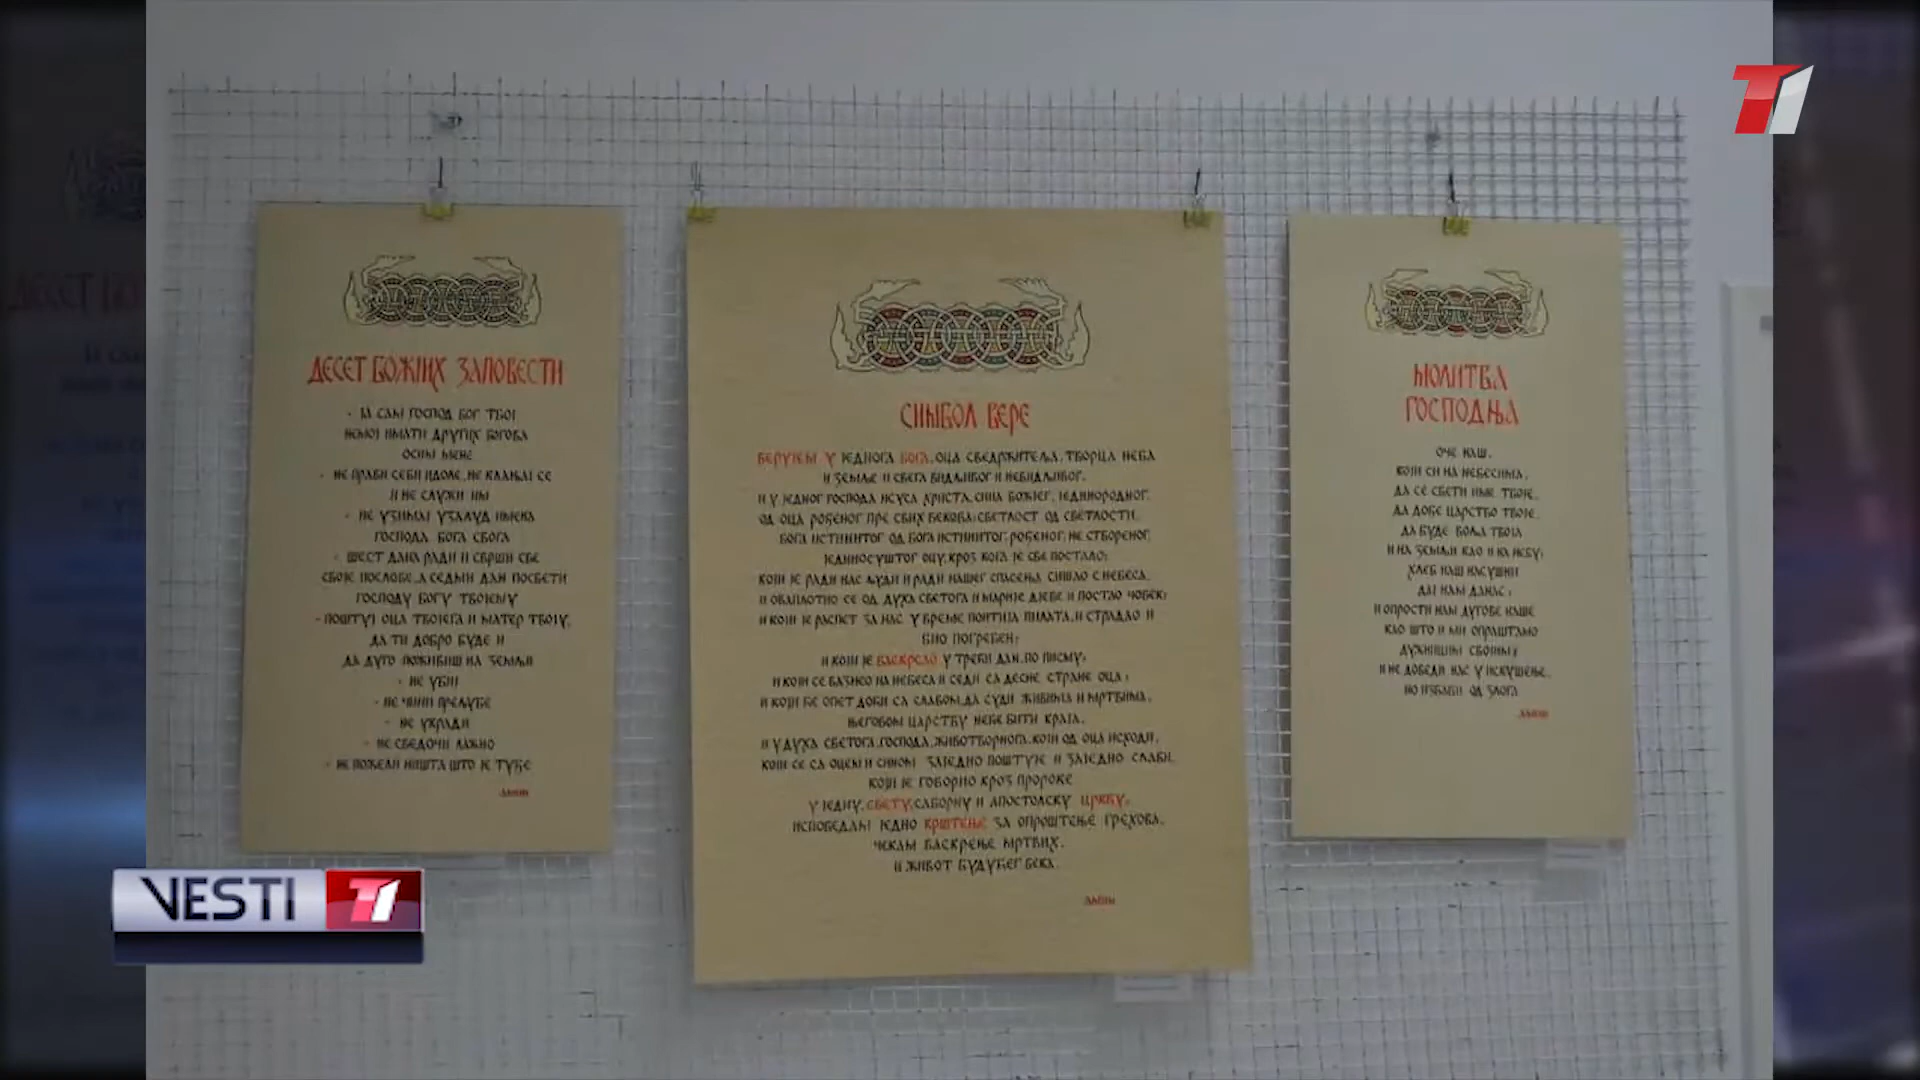 ДЕСЕТ БОЖЈИХ ЗАПОВЕСТИ
- ЈА САМ ГОСПОД БОГ ТВОЈ
НЕМОЈ ИМАТИ ДРУГИХ БОГОВА
ОСИМ МЕНЕ
- НЕ ПРАВИ СЕБИ ИДОЛЕ, НЕ КЛАЊАЈ СЕ
И НЕ СЛУЖИ ИМ
- НЕ УЗИМАЈ УЗАЛУД ИМЕНА
ГОСПОДА БОГА СВОГА
- ШЕСТ ДАНА РАДИ И СВРШИ СВЕ
СВОЈЕ ПОСЛОВЕ, А СЕДМИ ДАН ПОСВЕТИ
ГОСПОДУ БОГУ ТВОЈЕМУ
- ПОШТУЈ ОЦА ТВОЈЕГА И МАТЕР ТВОЈУ,
ДА ТИ ДОБРО БУДЕ И
ДА ДУГО ПОЖИВИШ НА ЗЕМЉИ
- НЕ УБИЈ
- НЕ ЧИНИ ПРЕЉУБЕ
- НЕ УКРАДИ
- НЕ СВЕДОЧИ ЛАЖНО
- НЕ ПОЖЕЛИ НИШТА ШТО ЈЕ ТУЂЕ
АМИН
СИМБОЛ ВЕРЕ
ВЕРУЈЕМ У ЈЕДНОГА БОГА, ОЦА СВЕДРЖИТЕЉА, ТВОРЦА НЕБА
И ЗЕМЉЕ И СВЕГА ВИДЉИВОГ И НЕВИДЉИВОГ,
И У ЈЕДНОГ ГОСПОДА ИСУСА ХРИСТА, СИНА БОЖЈЕГ, ЈЕДИНОРОДНОГ,
ОД ОЦА РОЂЕНОГ ПРЕ СВИХ ВЕКОВА; СВЕТЛОСТ ОД СВЕТЛОСТИ,
БОГА ИСТИНИТОГ ОД БОГА ИСТИНИТОГ; РОЂЕНОГ, НЕ СТВОРЕНОГ,
ЈЕДИНОСУШТОГ ОЦУ, КРОЗ КОГА ЈЕ СВЕ ПОСТАЛО;
КОЈИ ЈЕ РАДИ НАС ЉУДИ И РАДИ НАШЕГ СПАСЕЊА СИШАО С НЕБЕСА,
И ОВАПЛОТИО СЕ ОД ДУХА СВЕТОГА И МАРИЈЕ ДЈЕВЕ И ПОСТАО ЧОВЕК;
И КОЈИ ЈЕ РАСПЕТ ЗА НАС У ВРЕМЕ ПОНТИЈА ПИЛАТА, И СТРАДАО И
БИО ПОГРЕБЕН;
И КОЈИ ЈЕ ВАСКРСАО У ТРЕЋИ ДАН, ПО ПИСМУ;
И КОЈИ СЕ ВАЗНЕО НА НЕБЕСА И СЕДИ СА ДЕСНЕ СТРАНЕ ОЦА;
И КОЈИ ЋЕ ОПЕТ ДОЋИ СА СЛАВОМ, ДА СУДИ ЖИВИМА И МРТВИМА,
ЊЕГОВОМ ЦАРСТВУ НЕЋЕ БИТИ КРАЈА.
И У ДУХА СВЕТОГА, ГОСПОДА, ЖИВОТВОРНОГА, КОЈИ ОД ОЦА ИСХОДИ,
КОЈИ СЕ СА ОЦЕМ И СИНОМ ЗАЈЕДНО ПОШТУЈЕ И ЗАЈЕДНО СЛАВИ,
КОЈИ ЈЕ ГОВОРИО КРОЗ ПРОРОКЕ
У ЈЕДНУ, СВЕТУ, САБОРНУ И АПОСТОЛСКУ ЦРКВУ;
ИСПОВЕДАМ ЈЕДНО КРШТЕЊЕ ЗА ОПРОШТЕЊЕ ГРЕХОВА.
ЧЕКАМ ВАСКРЕЊЕ МРТВИХ.
И ЖИВОТ БУДУЋЕГ ВЕКА.
АМИН
МОЛИТВА
ГОСПОДЊА
ОЧЕ НАШ,
КОЈИ СИ НА НЕБЕСИМА,
ДА СЕ СВЕТИ ИМЕ ТВОЈЕ,
ДА ДОЂЕ ЦАРСТВО ТВОЈЕ,
ДА БУДЕ ВОЉА ТВОЈА
И НА ЗЕМЉИ КАО И НА НЕБУ;
ХЛЕБ НАШ НАСУШНИ
ДАЈ НАМ ДАНАС;
И ОПРОСТИ НАМ ДУГОВЕ НАШЕ
КАО ШТО И МИ ОПРАШТАМО
ДУЖНИЦИМ СВОЈИМ;
И НЕ ДОВЕДИ НАС У ИСКУШЕЊЕ,
НО ИЗБАВИ ОД ЗЛОГА
АМИН
T1
VESTI T1